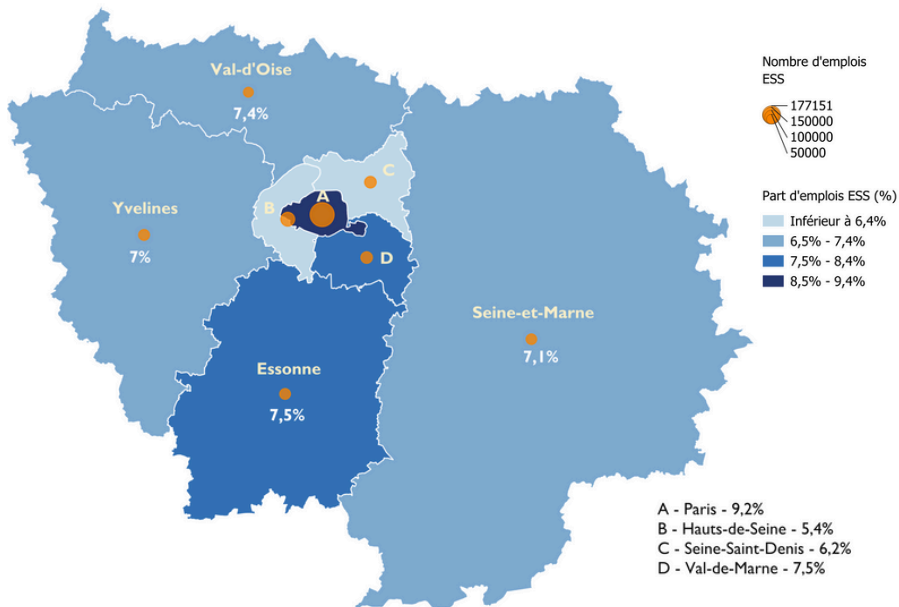 Val-d'Oise
7,4%
Nombre d'emplois
ESS
177151
150000
100000
50000
C
A
B
Yvelines
7%
Part d'emplois ESS (%)
Inférieur à 6,4%
6,5% - 7,4%
7,5% - 8,4%
8,5% - 9,4%
D
Seine-et-Marne
7,1%
Essonne
7,5%
A - Paris - 9,2%
B - Hauts-de-Seine - 5,4%
C - Seine-Saint-Denis - 6,2%
D - Val-de-Marne - 7,5%